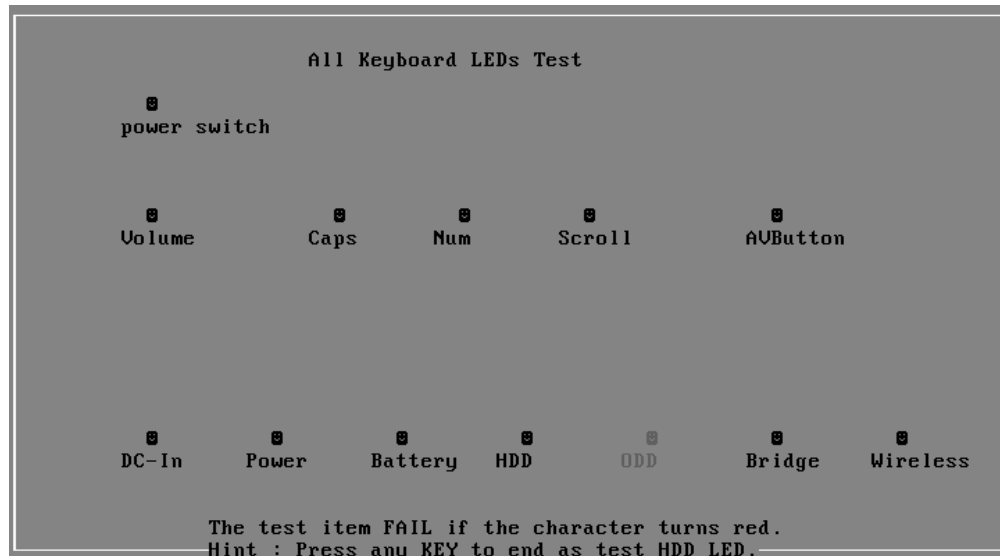 All Keyboard LEDs Test
power switch
Volume Caps Num Scroll AVButton
DC-In Power Battery HDD ODD Bridge Wireless
The test item FAIL if the character turns red.
Hint : Press any KEY to end as test HDD LED.